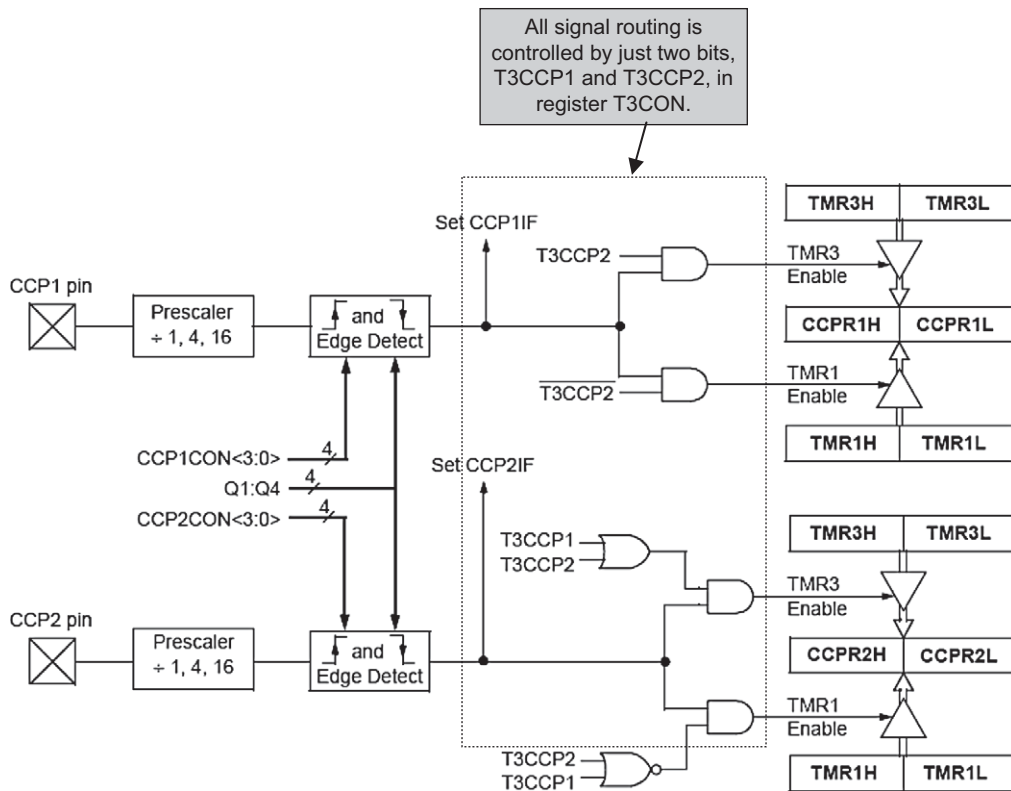 All signal routing is
controlled by just two bits,
T3CCP1 and T3CCP2, in
register T3CON.
TMR3H TMR3L
Set CCP1IF
T3CCP2
TMR3
Enable
CCP1 pin
Prescaler
÷ 1, 4, 16
and
Edge Detect
CCPR1H CCPR1L
T3CCP2
TMR1
Enable
TMR1H TMR1L
CCP1CON<3:0> 4
Q1:Q4 4
CCP2CON<3:0> 4
Set CCP2IF
TMR3H TMR3L
T3CCP1
T3CCP2
TMR3
Enable
CCP2 pin
Prescaler
÷ 1, 4, 16
and
Edge Detect
CCPR2H CCPR2L
TMR1
Enable
T3CCP2
T3CCP1
TMR1H TMR1L